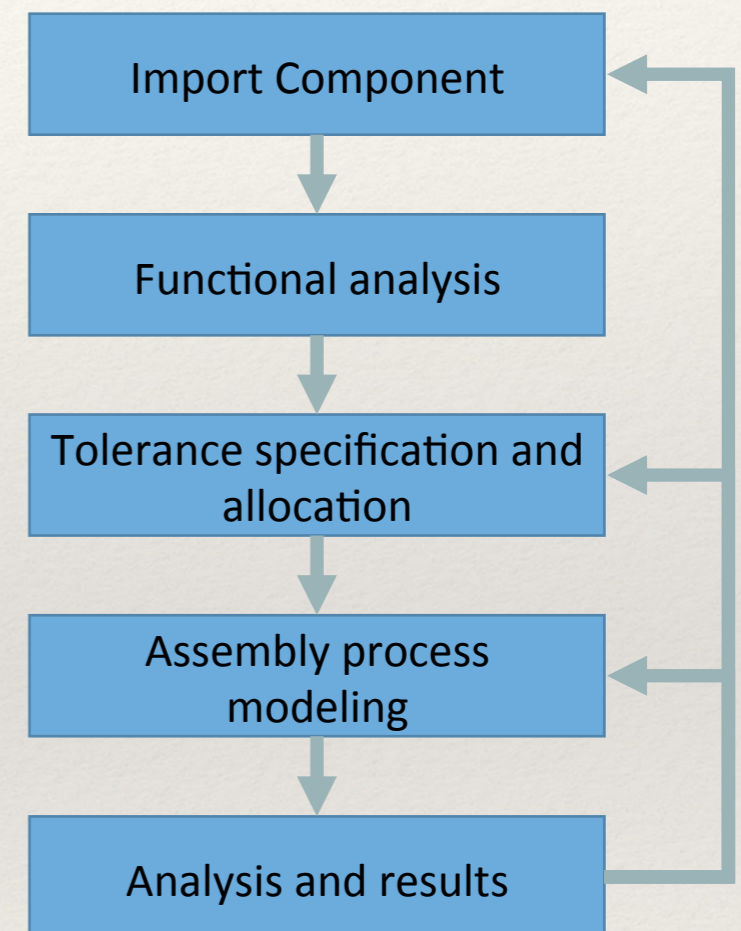 Import Component
Functional analysis
Tolerance specification and
allocation
Assembly process
modeling
Analysis and results